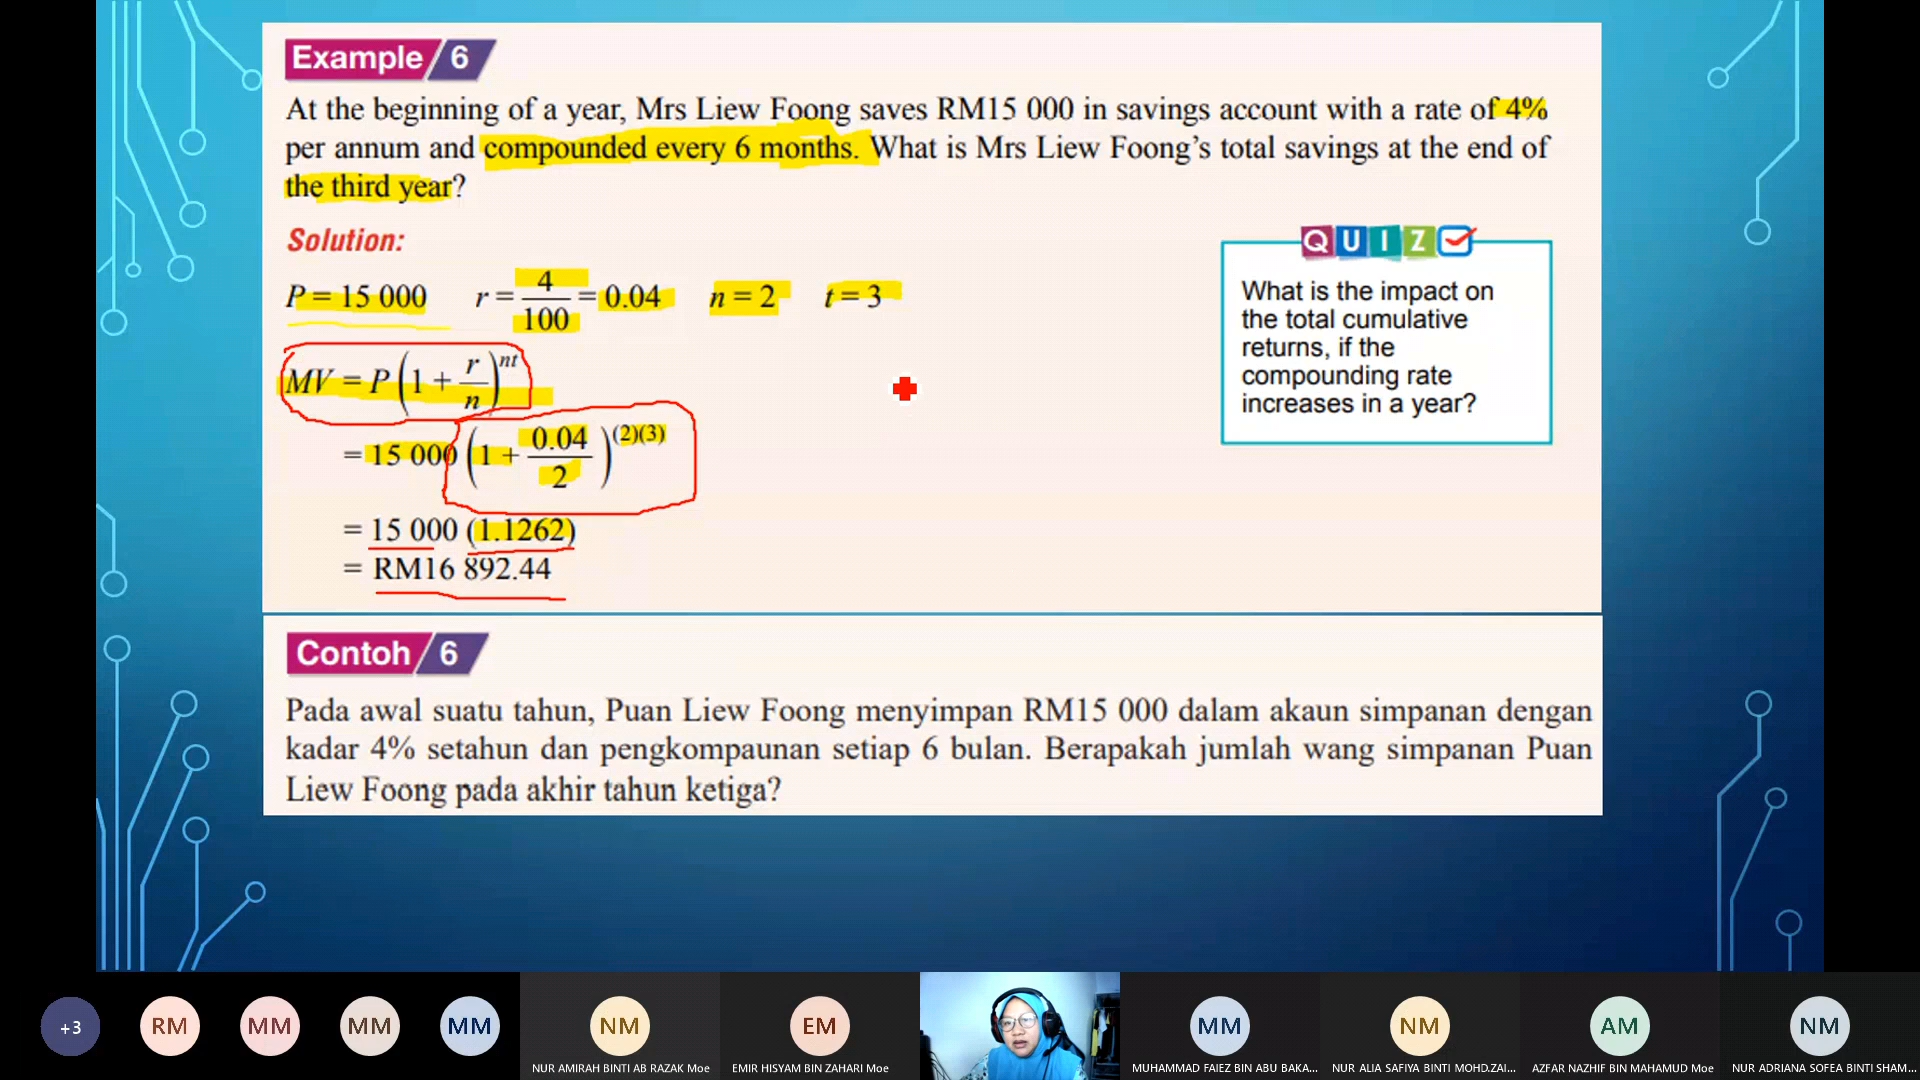 Example 6
At the beginning of a year, Mrs Liew Foong saves RM15 000 in savings account with a rate of 4%
per annum and compounded every 6 months. What is Mrs Liew Foong's total savings at the end of
the third year?
Solution:
P = 15 000 r = 4/100 = 0.04 n = 2 t = 3
MV = P(1 + r/n)^nt
= 15 000 (1 + 0.04/2)^(2)(3)
= 15 000 (1.1262)
= RM16 892.44
QUIZ
What is the impact on
the total cumulative
returns, if the
compounding rate
increases in a year?
Contoh 6
Pada awal suatu tahun, Puan Liew Foong menyimpan RM15 000 dalam akaun simpanan dengan
kadar 4% setahun dan pengkompaunan setiap 6 bulan. Berapakah jumlah wang simpanan Puan
Liew Foong pada akhir tahun ketiga?
+3 RM MM MM MM NM EM MM NM AM NM
NUR AMIRAH BINTI AB RAZAK Moe EMIR HISYAM BIN ZAHARI Moe MUHAMMAD FAIEZ BIN ABU BAKA... NUR ALIA SAFIYA BINTI MOHD.ZAI... AZFAR NAZHIF BIN MAHAMUD Moe NUR ADRIANA SOFEA BINTI SHAM...